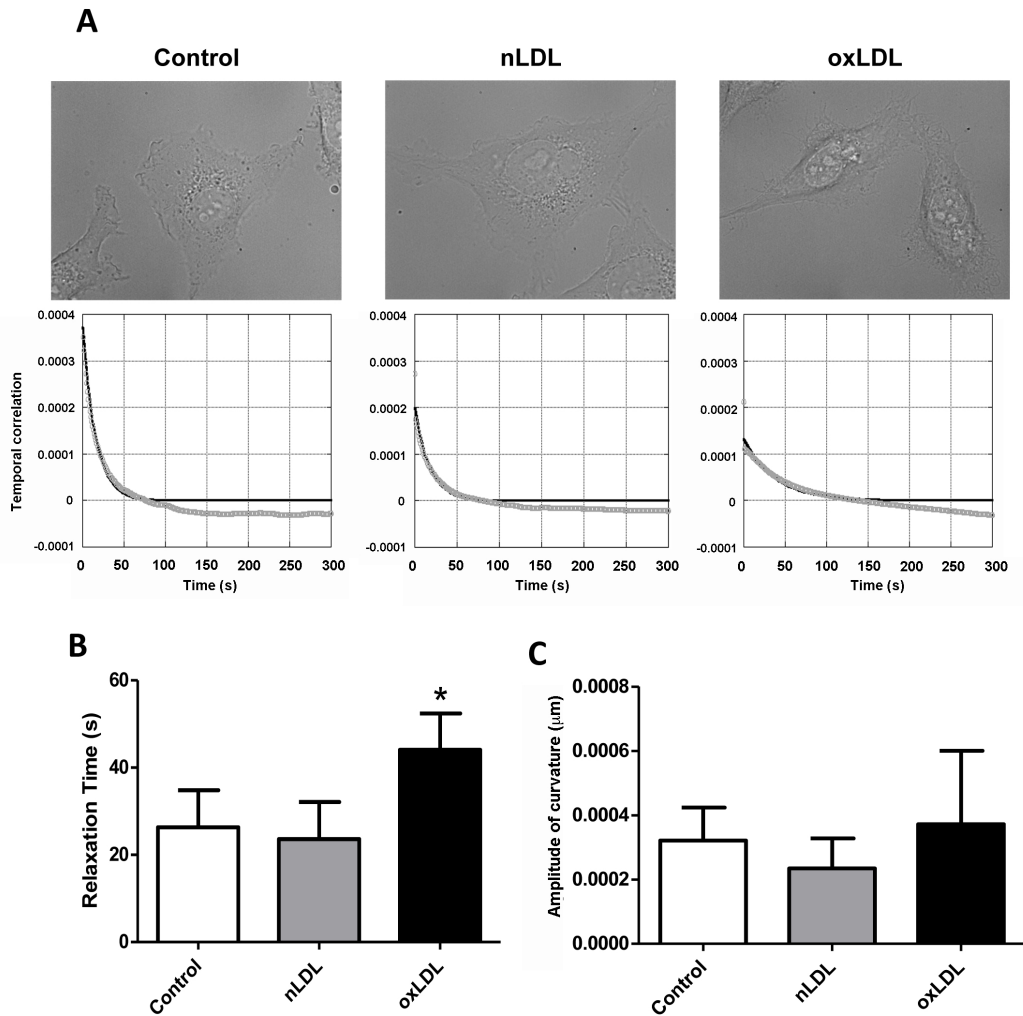 A
Control nLDL oxLDL
Temporal correlation
0.0004
0.0003
0.0002
0.0001
0
-0.0001
0 50 100 150 200 250 300
Time (s)
0.0004
0.0003
0.0002
0.0001
0
-0.0001
0 50 100 150 200 250 300
Time (s)
0.0004
0.0003
0.0002
0.0001
0
-0.0001
0 50 100 150 200 250 300
Time (s)
B
Relaxation Time (s)
60
40
20
0
*
Control nLDL oxLDL
C
Amplitude of curvature (μm)
0.0008
0.0006
0.0004
0.0002
0.0000
Control nLDL oxLDL